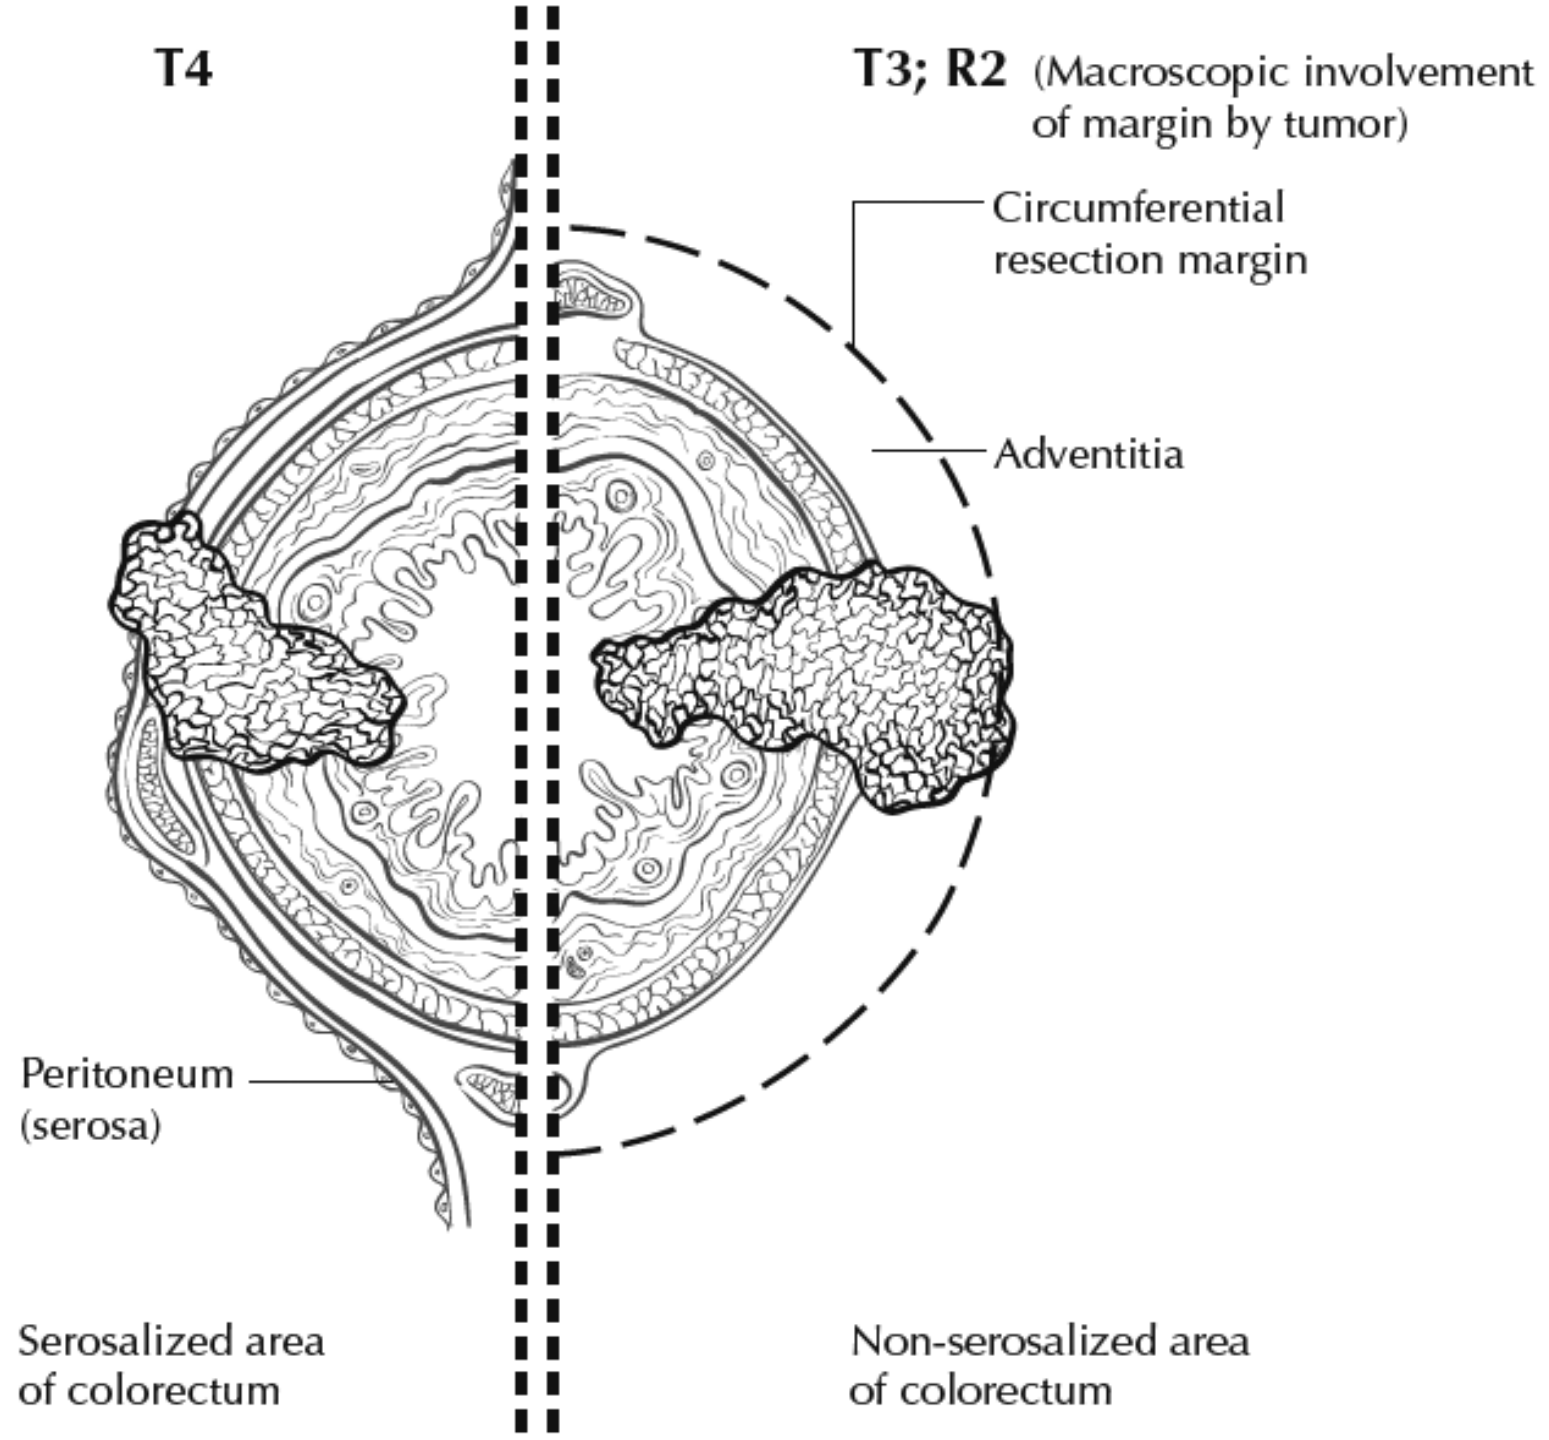 T4
T3; R2 (Macroscopic involvement
of margin by tumor)
Circumferential
resection margin
Adventitia
Peritoneum
(serosa)
Serosalized area
of colorectum
Non-serosalized area
of colorectum